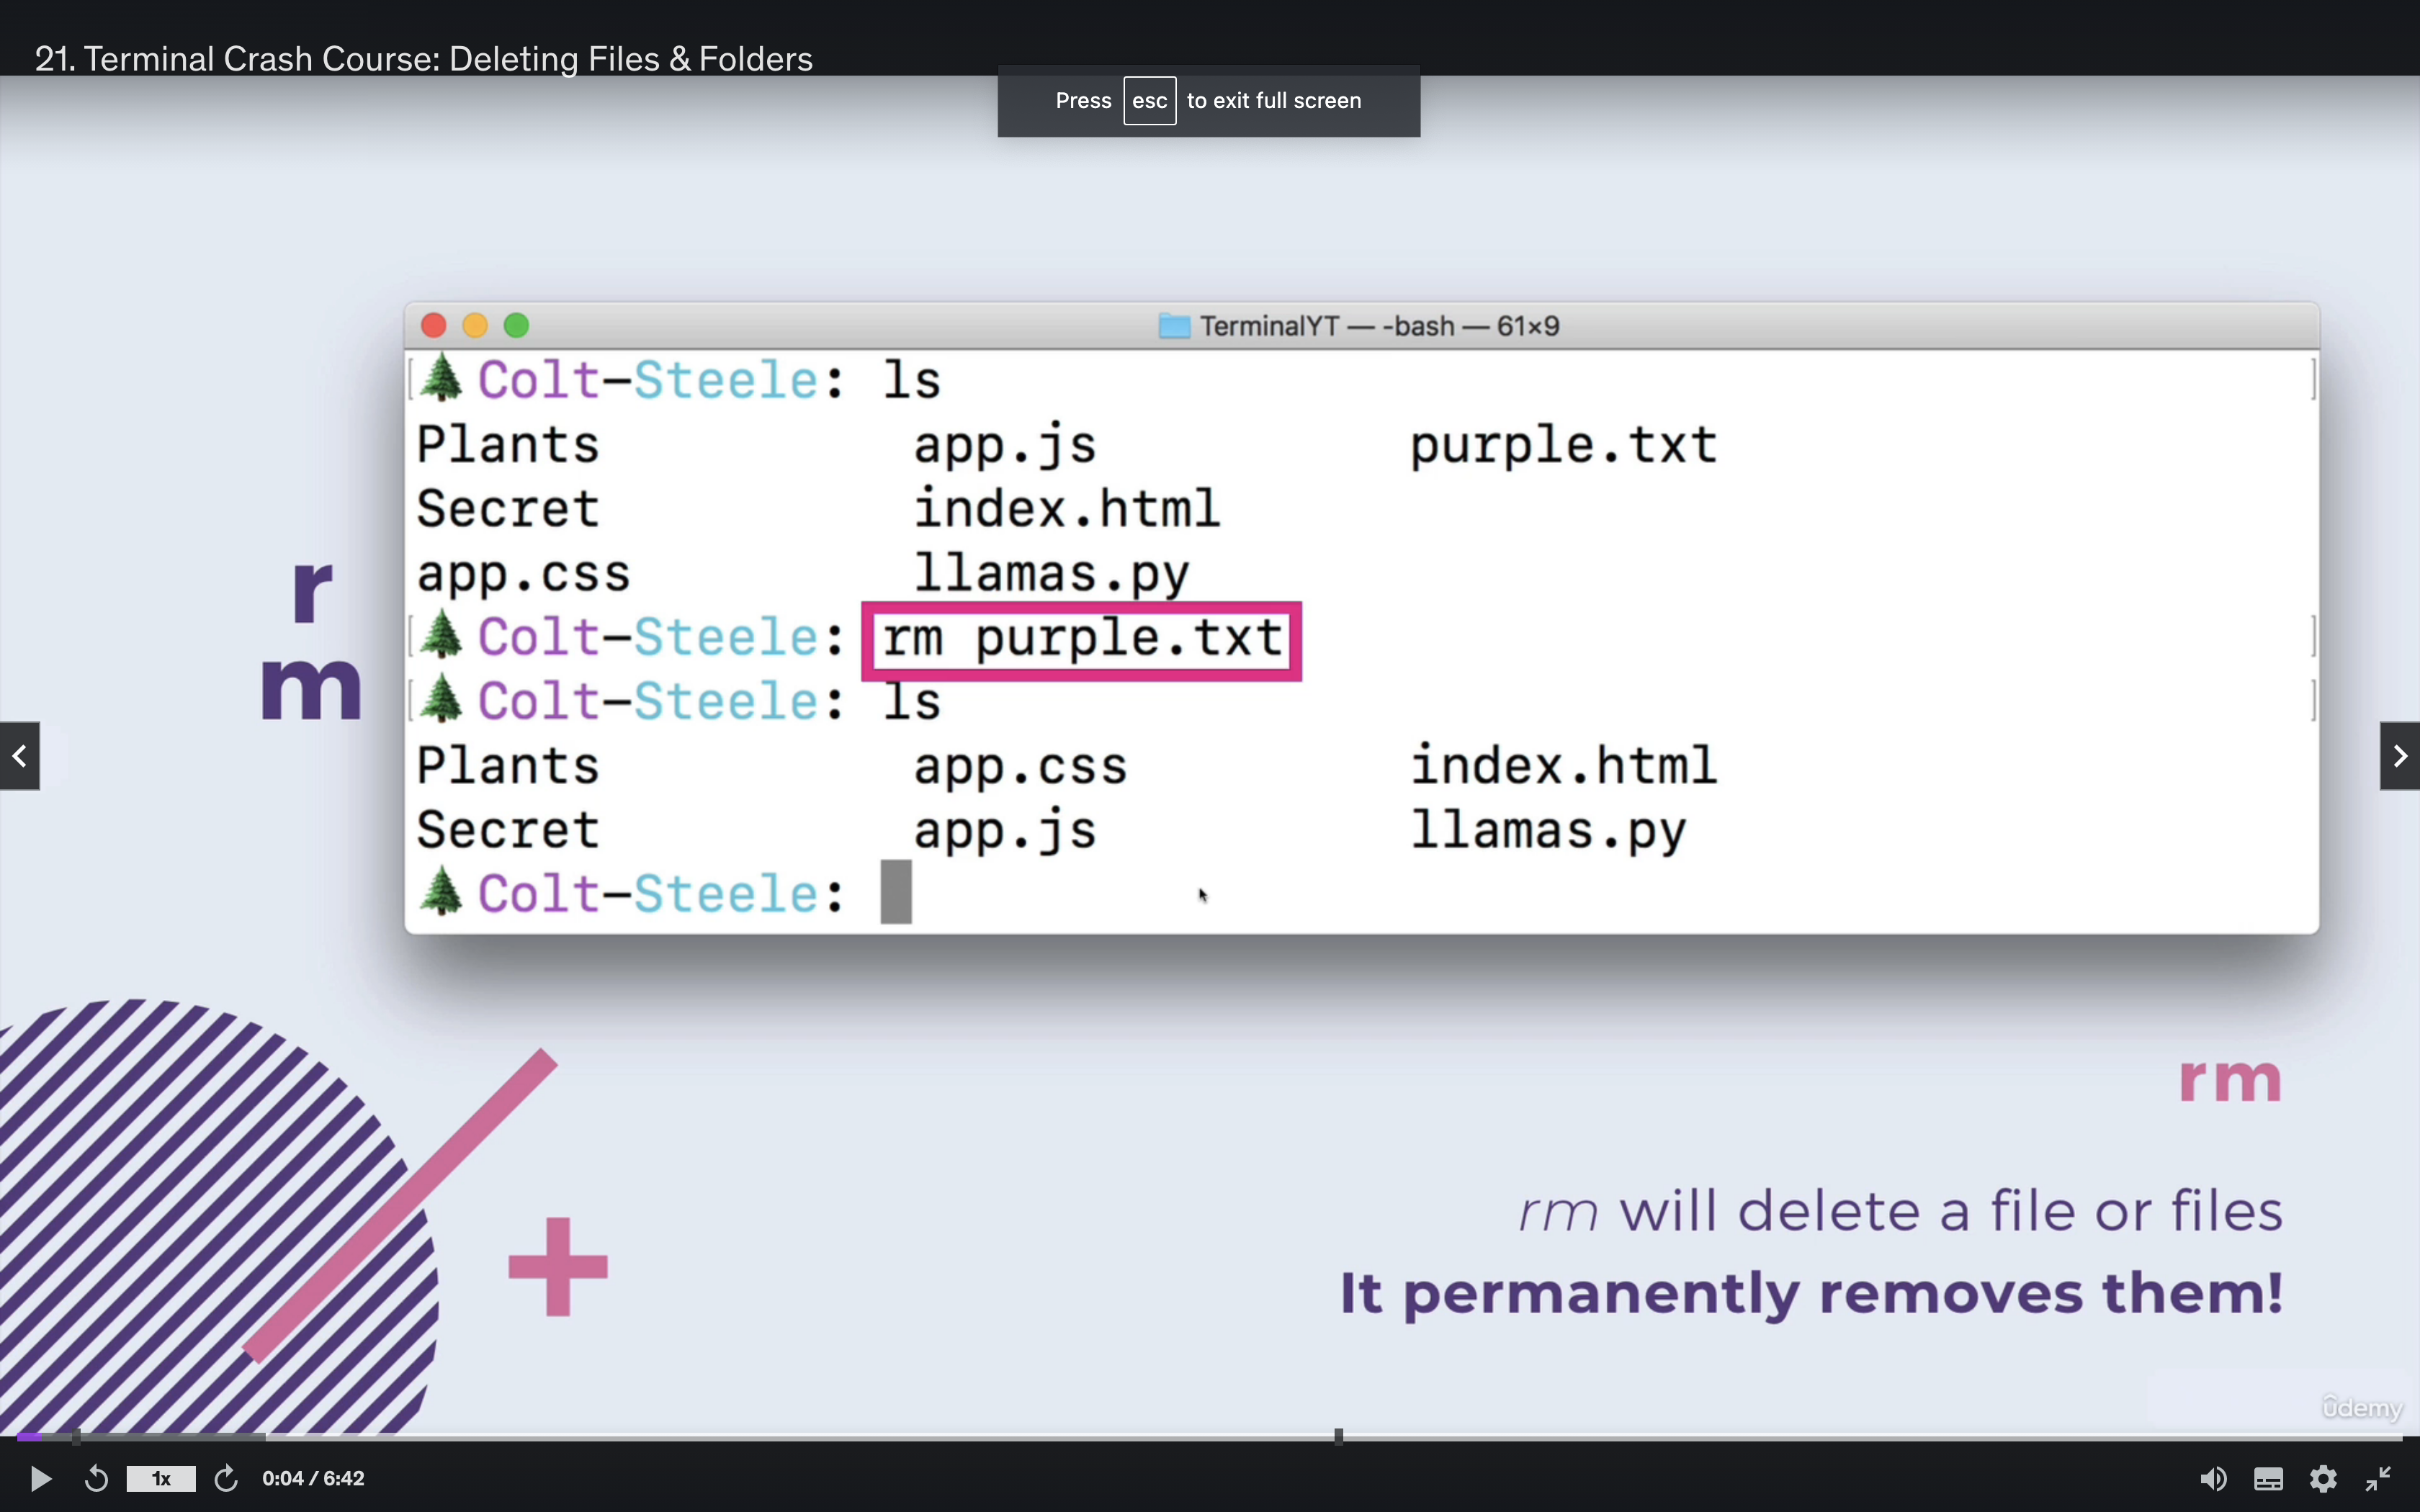 21. Terminal Crash Course: Deleting Files & Folders
Press esc to exit full screen
TerminalYT — -bash — 61×9
Colt-Steele: ls
Plants app.js purple.txt
Secret index.html
app.css llamas.py
Colt-Steele: rm purple.txt
Colt-Steele: ls
Plants app.css index.html
Secret app.js llamas.py
Colt-Steele:
r
m
rm
rm will delete a file or files
It permanently removes them!
ûdemy
1x 0:04 / 6:42